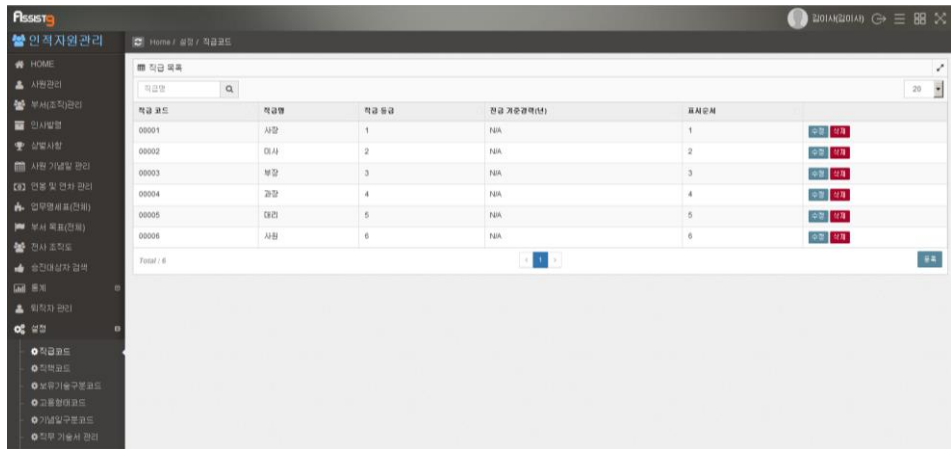 Assist9
김이사(김이사)
인적자원관리
Home / 설정 / 직급코드
HOME
사원관리
부서(조직)관리
인사발령
상벌사항
사원 기념일 관리
연봉 및 연차 관리
업무명세표(전체)
부서 목표(전체)
전사 조직도
승진대상자 검색
통계
퇴직자 관리
설정
직급코드
직책코드
보유기술구분코드
고용형태코드
기념일구분코드
직무 기술서 관리
직급 목록
직급명
20
직급 코드 직급명 직급 등급 진급 기준경력(년) 표시순서
00001 사장 1 N/A 1 수정 삭제
00002 이사 2 N/A 2 수정 삭제
00003 부장 3 N/A 3 수정 삭제
00004 과장 4 N/A 4 수정 삭제
00005 대리 5 N/A 5 수정 삭제
00006 사원 6 N/A 6 수정 삭제
Total / 6
1
등록